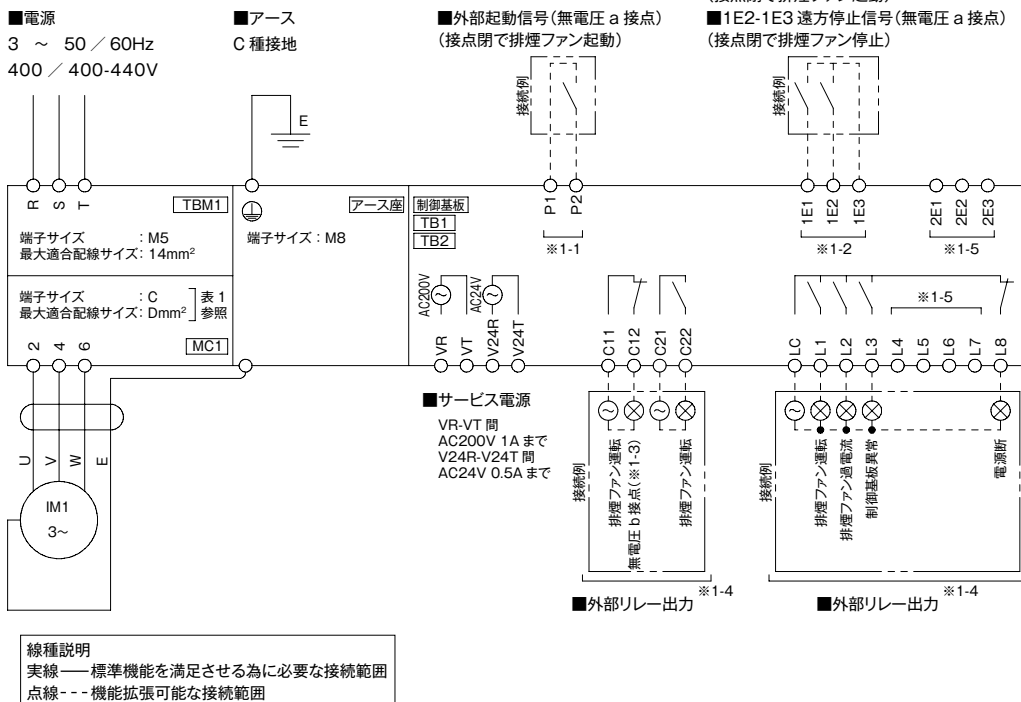 ■電源
3 ~ 50／60Hz
400／400-440V
■アース
C 種接地
■外部起動信号(無電圧 a 接点)
(接点閉で排煙ファン起動)
■1E2-1E3 遠方停止信号(無電圧 a 接点)
(接点閉で排煙ファン停止)
接続例
接続例
E
R
S
T
TBM1
端子サイズ : M5
最大適合配線サイズ: 14mm²
アース座
端子サイズ : M8
制御基板
TB1
TB2
P1
P2
※1-1
1E1
1E2
1E3
※1-2
2E1
2E2
2E3
※1-5
端子サイズ : C
最大適合配線サイズ: Dmm²
表 1
参照
MC1
2
4
6
AC200V
~
AC24V
~
VR
VT
V24R
V24T
C11
C12
C21
C22
※1-5
LC
L1
L2
L3
L4
L5
L6
L7
L8
■サービス電源
VR-VT 間
AC200V 1A まで
V24R-V24T 間
AC24V 0.5A まで
U
V
W
E
IM1
3~
接続例
~
~
排煙ファン運転
無電圧 b 接点(※1-3)
排煙ファン運転
※1-4
■外部リレー出力
接続例
~
排煙ファン運転
排煙ファン過電流
制御基板異常
電源断
※1-4
■外部リレー出力
線種説明
実線——標準機能を満足させる為に必要な接続範囲
点線---機能拡張可能な接続範囲